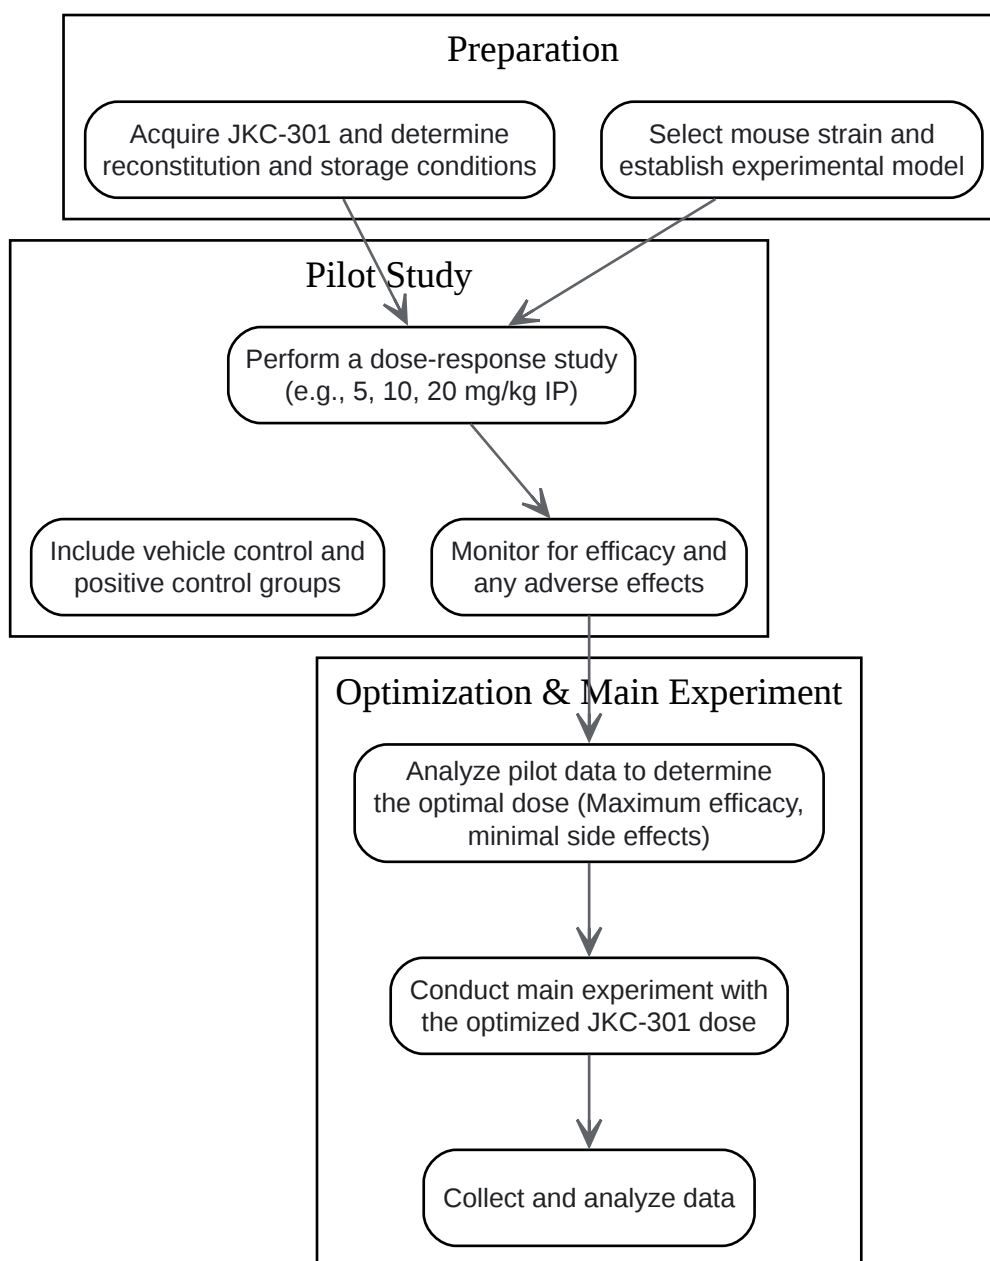 Preparation
Acquire JKC-301 and determine
reconstitution and storage conditions
Select mouse strain and
establish experimental model
Pilot Study
Perform a dose-response study
(e.g., 5, 10, 20 mg/kg IP)
Include vehicle control and
positive control groups
Monitor for efficacy and
any adverse effects
Optimization & Main Experiment
Analyze pilot data to determine
the optimal dose (Maximum efficacy,
minimal side effects)
Conduct main experiment with
the optimized JKC-301 dose
Collect and analyze data